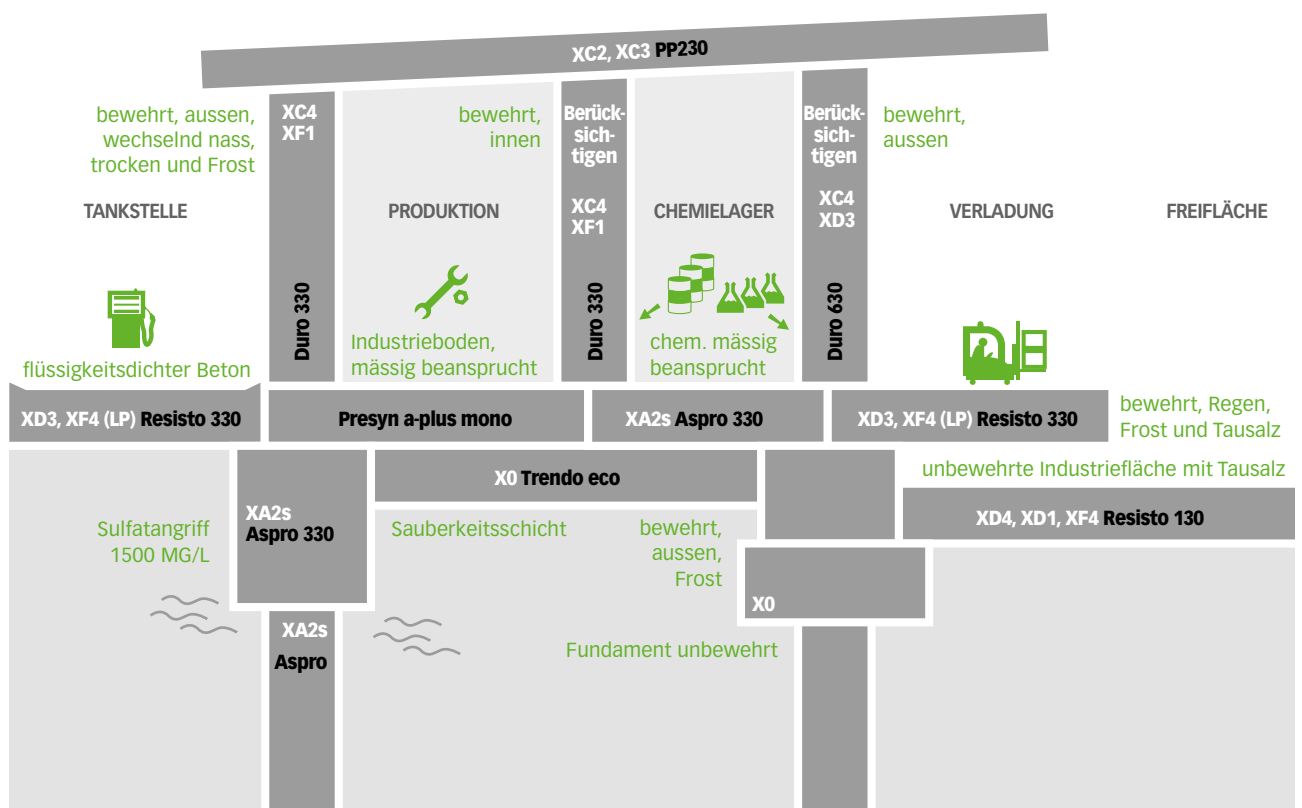 XC2, XC3 PP230
bewehrt, aussen,
wechselnd nass,
trocken und Frost
XC4
XF1
bewehrt,
innen
Berück-
sich-
tigen
Berück-
sich-
tigen
bewehrt,
aussen
TANKSTELLE
PRODUKTION
XC4
XF1
CHEMIELAGER
XC4
XD3
VERLADUNG
FREIFLÄCHE
Duro 330
Duro 330
Duro 630
flüssigkeitsdichter Beton
Industrieboden,
mässig beansprucht
chem. mässig
beansprucht
XD3, XF4 (LP) Resisto 330
Presyn a-plus mono
XA2s Aspro 330
XD3, XF4 (LP) Resisto 330
bewehrt, Regen,
Frost und Tausalz
X0 Trendo eco
unbewehrte Industriefläche mit Tausalz
XA2s
Aspro 330
XD4, XD1, XF4 Resisto 130
Sulfatangriff
1500 MG/L
Sauberkeitsschicht
bewehrt,
aussen,
Frost
X0
XA2s
Aspro
Fundament unbewehrt